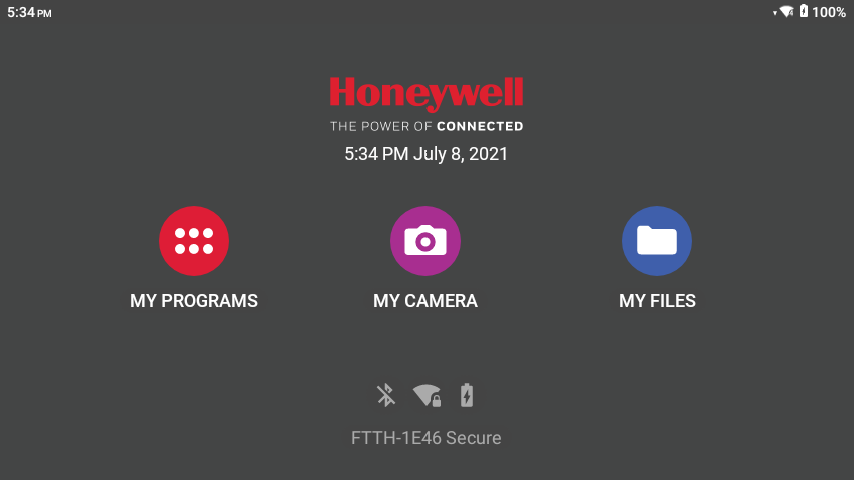 5:34 PM
100%
Honeywell
THE POWER OF CONNECTED
5:34 PM July 8, 2021
MY PROGRAMS
MY CAMERA
MY FILES
FTTH-1E46 Secure